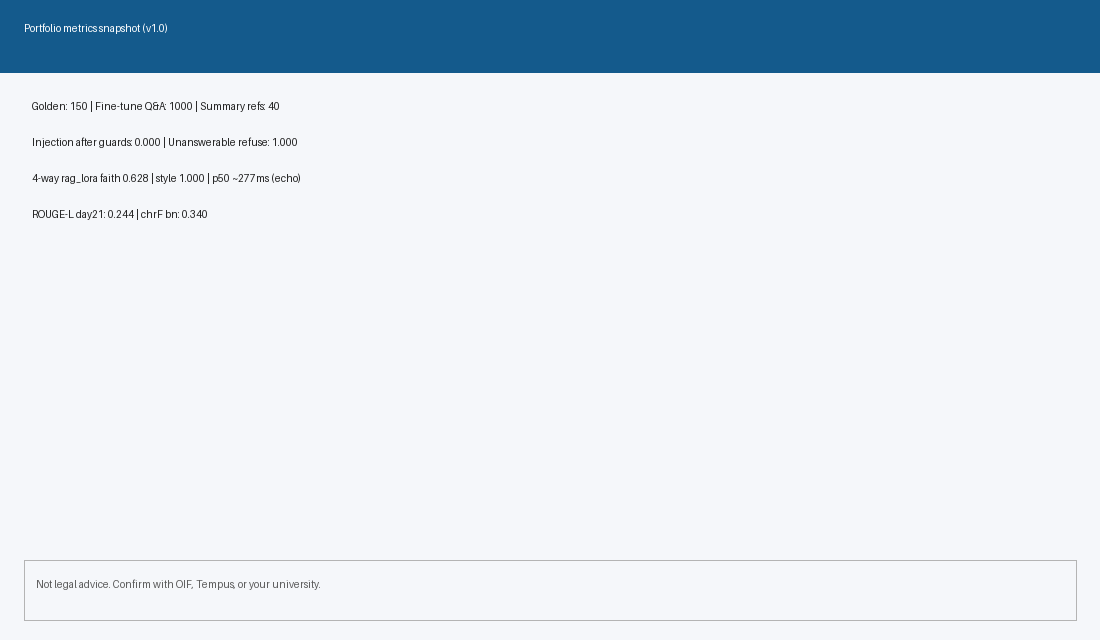 Portfolio metrics snapshot (v1.0)
Golden: 150 | Fine-tune Q&A: 1000 | Summary refs: 40
Injection after guards: 0.000 | Unanswerable refuse: 1.000
4-way rag_lora faith 0.628 | style 1.000 | p50 ~277ms (echo)
ROUGE-L day21: 0.244 | chrF bn: 0.340
Not legal advice. Confirm with OIF, Tempus, or your university.